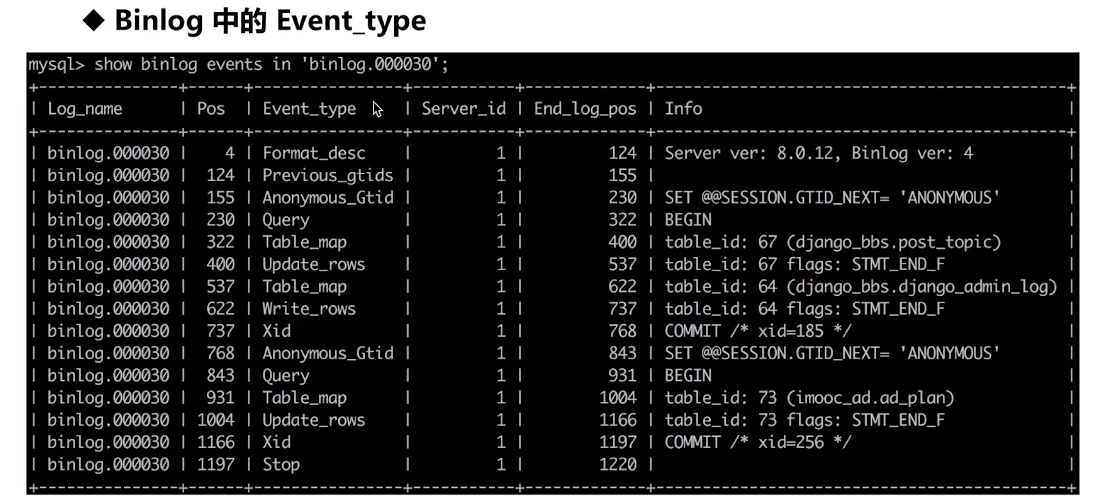 ◆ Binlog 中的 Event_type
mysql> show binlog events in 'binlog.000030';
+----------------+------+----------------+-----------+-------------+---------------------------------------+
| Log_name | Pos | Event_type | Server_id | End_log_pos | Info |
+----------------+------+----------------+-----------+-------------+---------------------------------------+
| binlog.000030 | 4 | Format_desc | 1 | 124 | Server ver: 8.0.12, Binlog ver: 4
| binlog.000030 | 124 | Previous_gtids | 1 | 155 | |
| binlog.000030 | 155 | Anonymous_Gtid | 1 | 230 | SET @@SESSION.GTID_NEXT= 'ANONYMOUS' |
| binlog.000030 | 230 | Query | 1 | 322 | BEGIN |
| binlog.000030 | 322 | Table_map | 1 | 400 | table_id: 67 (django_bbs.post_topic) |
| binlog.000030 | 400 | Update_rows | 1 | 537 | table_id: 67 flags: STMT_END_F |
| binlog.000030 | 537 | Table_map | 1 | 622 | table_id: 64 (django_bbs.django_admin_log) |
| binlog.000030 | 622 | Write_rows | 1 | 737 | table_id: 64 flags: STMT_END_F |
| binlog.000030 | 737 | Xid | 1 | 768 | COMMIT /* xid=185 */ |
| binlog.000030 | 768 | Anonymous_Gtid | 1 | 843 | SET @@SESSION.GTID_NEXT= 'ANONYMOUS' |
| binlog.000030 | 843 | Query | 1 | 931 | BEGIN |
| binlog.000030 | 931 | Table_map | 1 | 1004 | table_id: 73 (imooc_ad.ad_plan) |
| binlog.000030 | 1004 | Update_rows | 1 | 1166 | table_id: 73 flags: STMT_END_F |
| binlog.000030 | 1166 | Xid | 1 | 1197 | COMMIT /* xid=256 */ |
| binlog.000030 | 1197 | Stop | 1 | 1220 | |
+----------------+------+----------------+-----------+-------------+---------------------------------------+